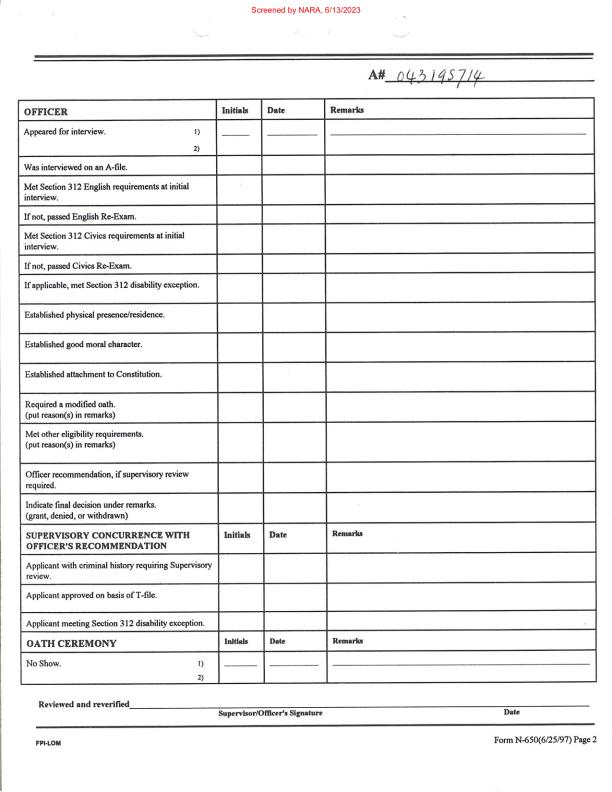 Screened by NARA, 6/13/2023
A# 043195714
OFFICER Initials Date Remarks
Appeared for interview. 1)
2)
Was interviewed on an A-file.
Met Section 312 English requirements at initial
interview.
If not, passed English Re-Exam.
Met Section 312 Civics requirements at initial
interview.
If not, passed Civics Re-Exam.
If applicable, met Section 312 disability exception.
Established physical presence/residence.
Established good moral character.
Established attachment to Constitution.
Required a modified oath.
(put reason(s) in remarks)
Met other eligibility requirements.
(put reason(s) in remarks)
Officer recommendation, if supervisory review
required.
Indicate final decision under remarks.
(grant, denied, or withdrawn)
SUPERVISORY CONCURRENCE WITH Initials Date Remarks
OFFICER'S RECOMMENDATION
Applicant with criminal history requiring Supervisory
review.
Applicant approved on basis of T-file.
Applicant meeting Section 312 disability exception.
OATH CEREMONY Initials Date Remarks
No Show. 1)
2)
Reviewed and reverified
Supervisor/Officer's Signature Date
FPI-LOM Form N-650(6/25/97) Page 2